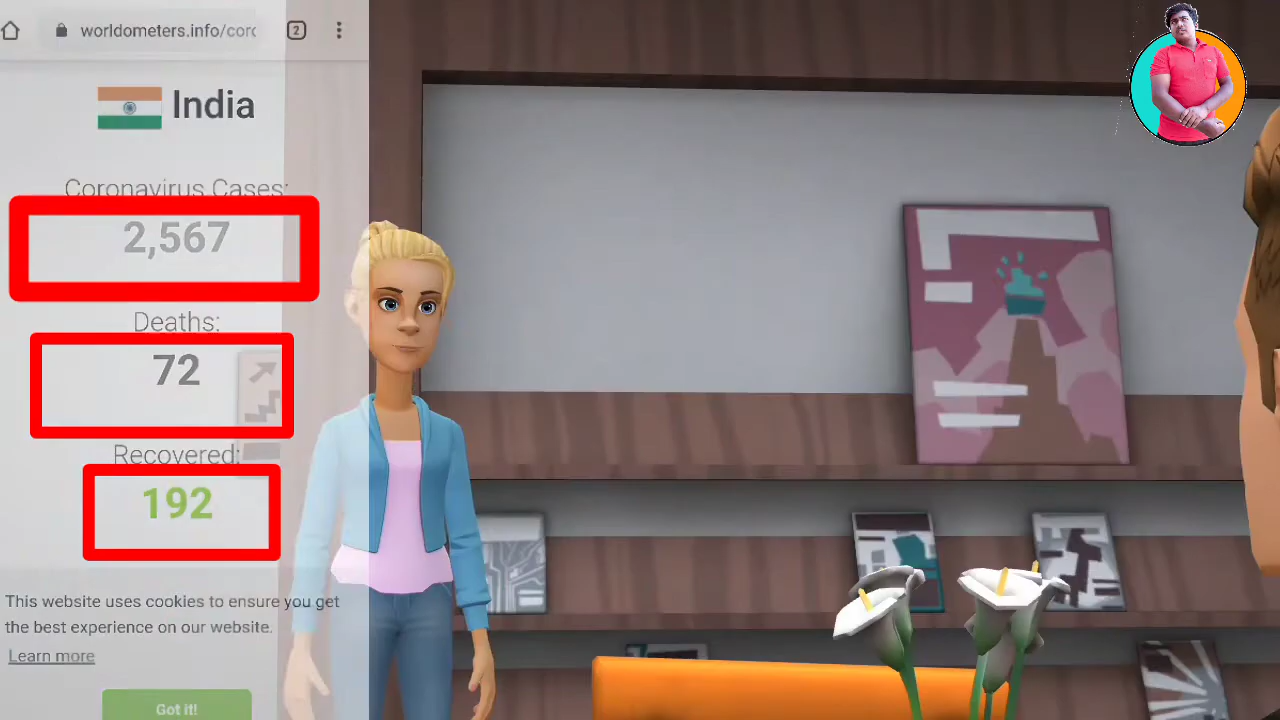 worldometers.info/corc
2
India
Coronavirus Cases:
2,567
Deaths:
72
Recovered:
192
This website uses cookies to ensure you get
the best experience on our website.
Learn more
Got it!